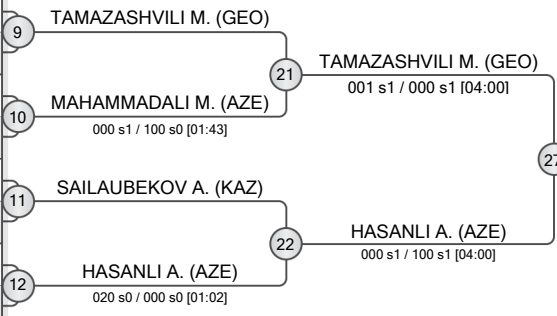 TAMAZASHVILI M. (GEO)
9
21
TAMAZASHVILI M. (GEO)
001 s1 / 000 s1 [04:00]
MAHAMMADALI M. (AZE)
10
000 s1 / 100 s0 [01:43]
27
SAILAUBEKOV A. (KAZ)
11
22
HASANLI A. (AZE)
000 s1 / 100 s1 [04:00]
HASANLI A. (AZE)
12
020 s0 / 000 s0 [01:02]